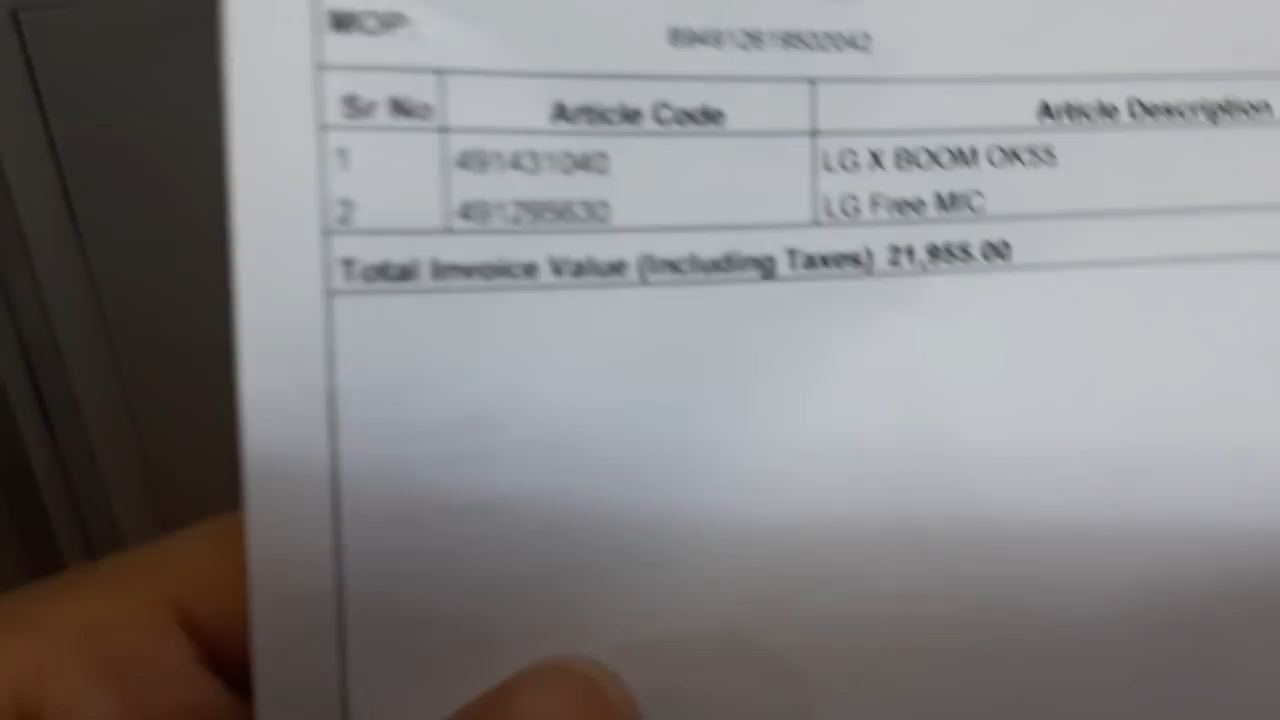 MOP:
Sr No Article Code Article Description
1 491431040 LG X BOOM OK55
2 LG Free MIC
Total Invoice Value (Including Taxes) 21,955.00